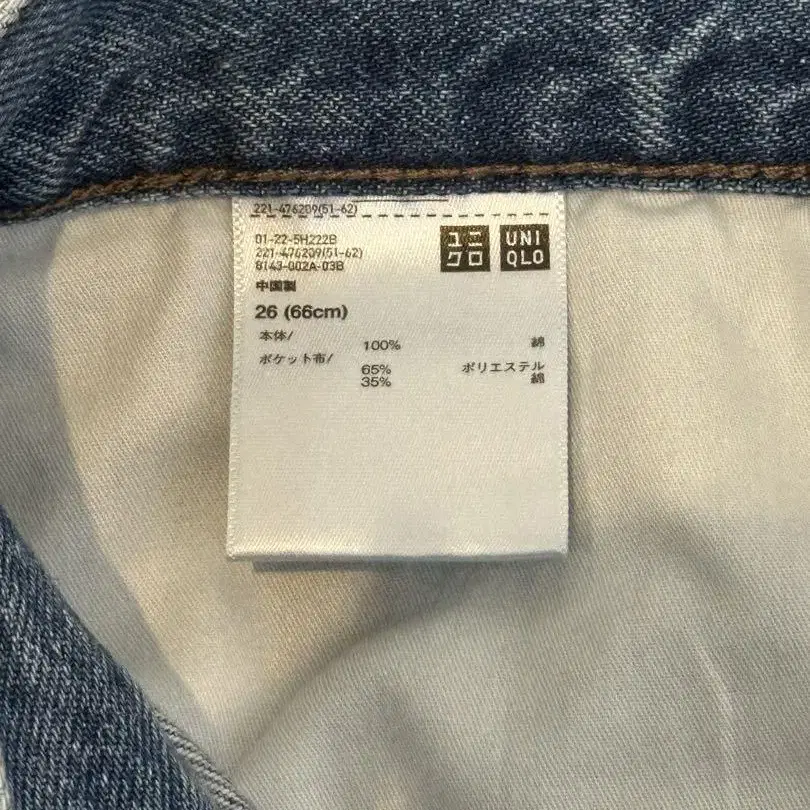 221-476209(51-62)
01-22-5H222B
221-476209(51-62)
8143-002A-03B
ユニ
クロ
UNI
QLO
中国製
26 (66cm)
本体/
100% 綿
ポケット布/
65% ポリエステル
35% 綿